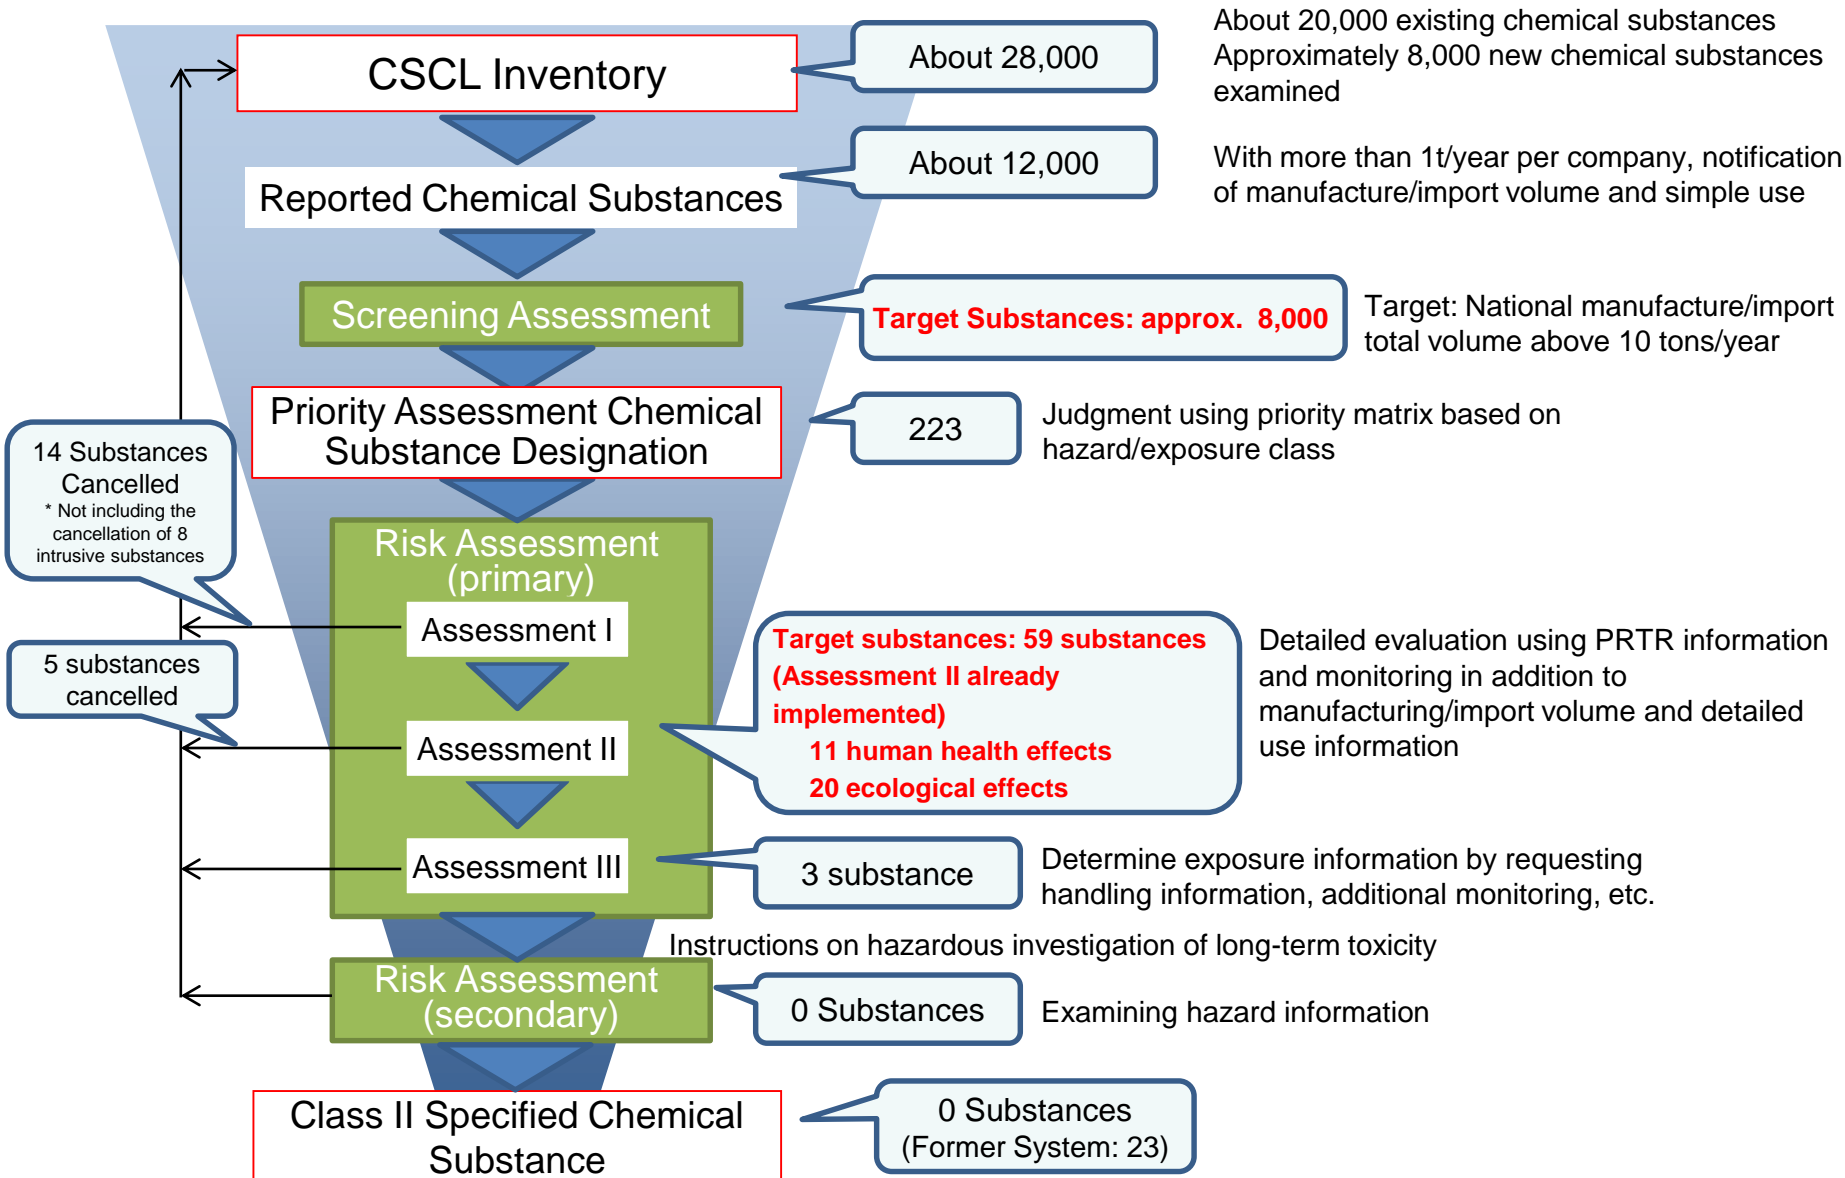 CSCL Inventory
About 28,000
About 20,000 existing chemical substances
Approximately 8,000 new chemical substances
examined
Reported Chemical Substances
About 12,000
With more than 1t/year per company, notification
of manufacture/import volume and simple use
Screening Assessment
Target Substances: approx. 8,000
Target: National manufacture/import
total volume above 10 tons/year
Priority Assessment Chemical
Substance Designation
223
Judgment using priority matrix based on
hazard/exposure class
14 Substances
Cancelled
* Not including the
cancellation of 8
intrusive substances
Risk Assessment
(primary)
Assessment I
5 substances
cancelled
Assessment II
Target substances: 59 substances
(Assessment II already
implemented)
11 human health effects
20 ecological effects
Detailed evaluation using PRTR information
and monitoring in addition to
manufacturing/import volume and detailed
use information
Assessment III
3 substance
Determine exposure information by requesting
handling information, additional monitoring, etc.
Instructions on hazardous investigation of long-term toxicity
Risk Assessment
(secondary)
0 Substances
Examining hazard information
Class II Specified Chemical
Substance
0 Substances
(Former System: 23)